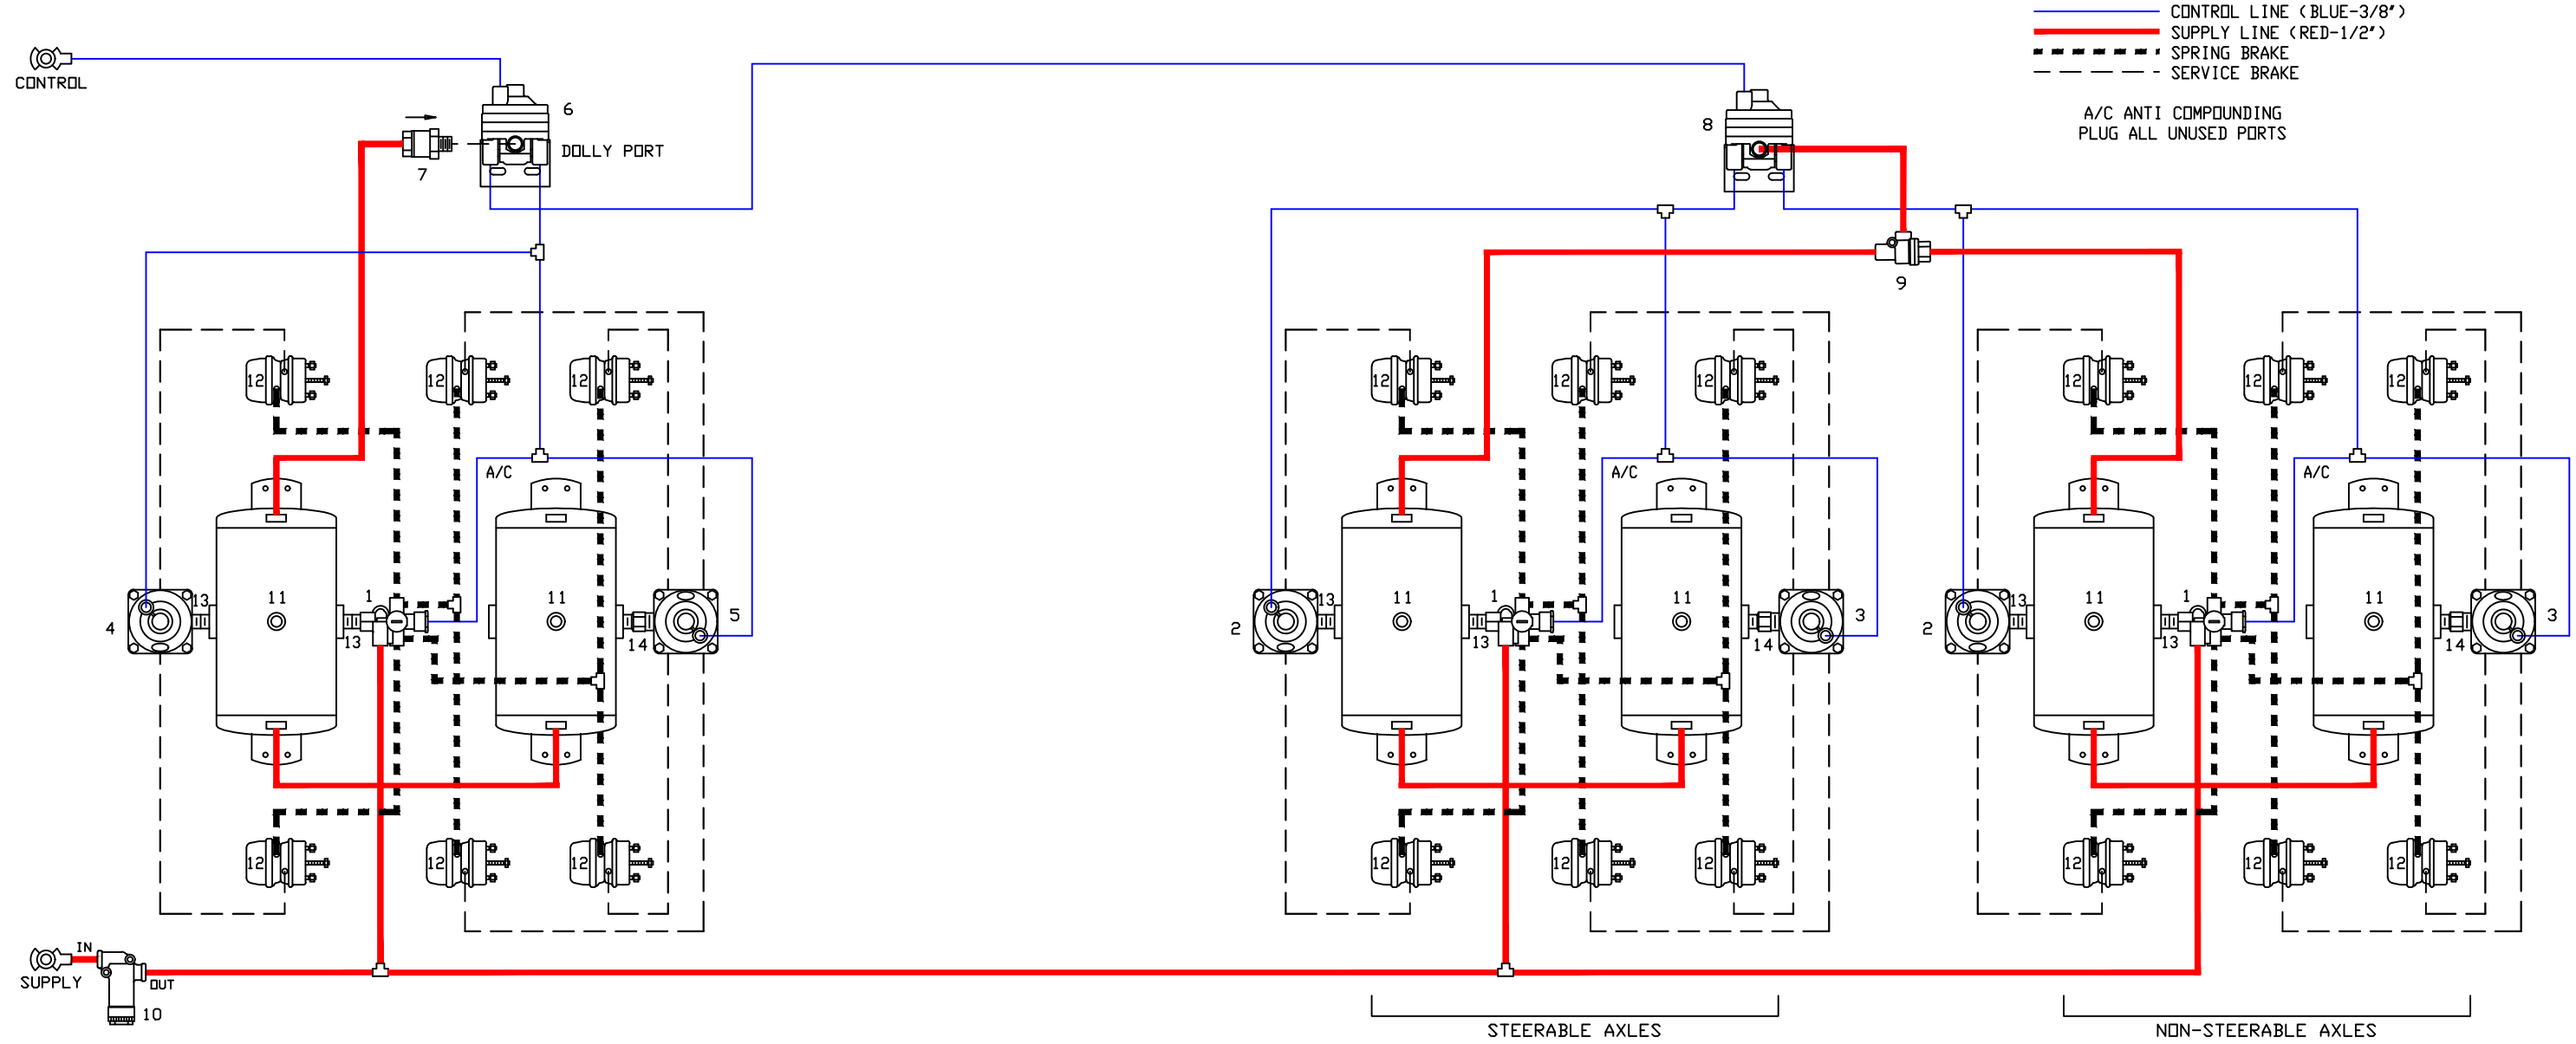 CONTROL LINE (BLUE-3/8")
SUPPLY LINE (RED-1/2")
SPRING BRAKE
SERVICE BRAKE
A/C ANTI COMPOUNDING
PLUG ALL UNUSED PORTS
CONTROL
6
DOLLY PORT
7
8
9
12
12
12
12
12
12
12
12
12
A/C
A/C
A/C
4
13
11
13
1
11
14
5
2
13
11
13
1
11
14
3
2
13
11
13
1
11
14
3
12
12
12
12
12
12
12
12
12
IN
SUPPLY
OUT
10
STEERABLE AXLES
NON-STEERABLE AXLES